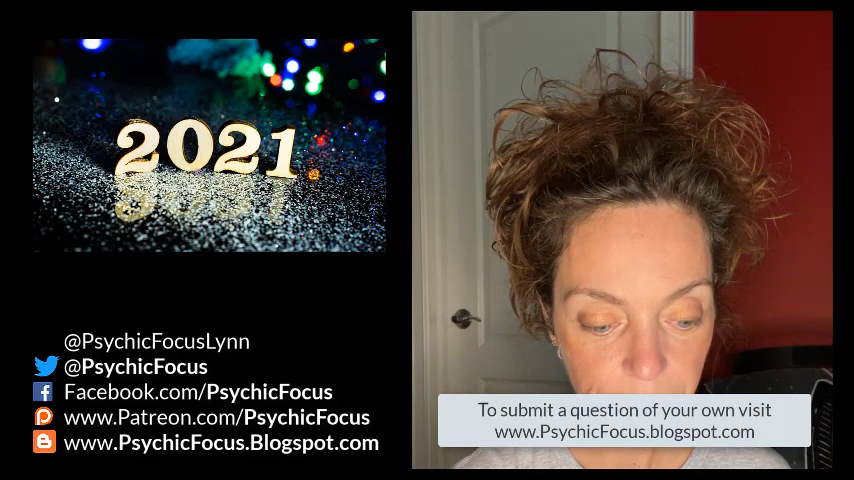 2021
@PsychicFocusLynn
@PsychicFocus
Facebook.com/PsychicFocus
www.Patreon.com/PsychicFocus
www.PsychicFocus.Blogspot.com
To submit a question of your own visit
www.PsychicFocus.blogspot.com